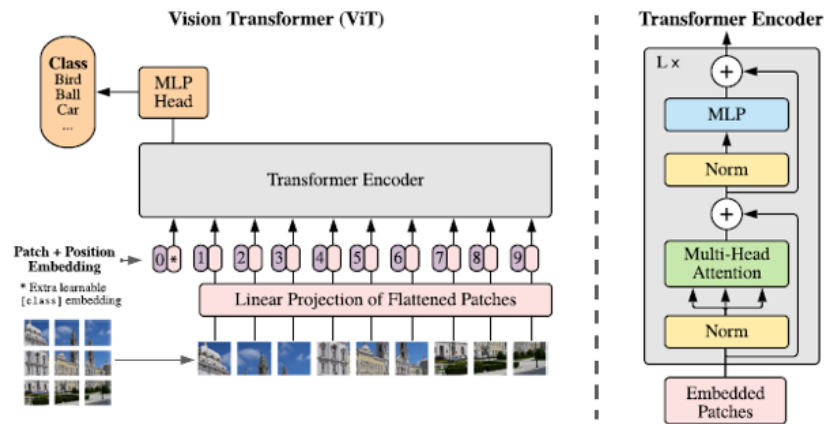 Vision Transformer (ViT)
Class
Bird
Ball
Car
...
MLP
Head
Transformer Encoder
Patch + Position
Embedding
0 * 1 2 3 4 5 6 7 8 9
* Extra learnable
[class] embedding
Linear Projection of Flattened Patches
Transformer Encoder
L ×
+
MLP
Norm
+
Multi-Head
Attention
Norm
Embedded
Patches